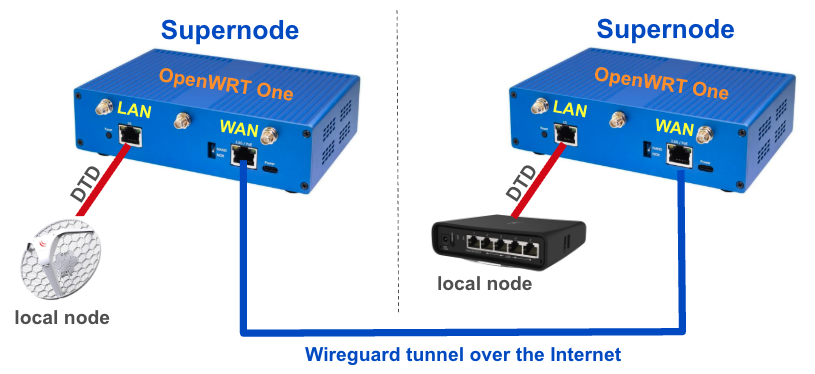 Supernode
Supernode
OpenWRT One
OpenWRT One
LAN
WAN
LAN
WAN
DTD
DTD
local node
local node
Wireguard tunnel over the Internet